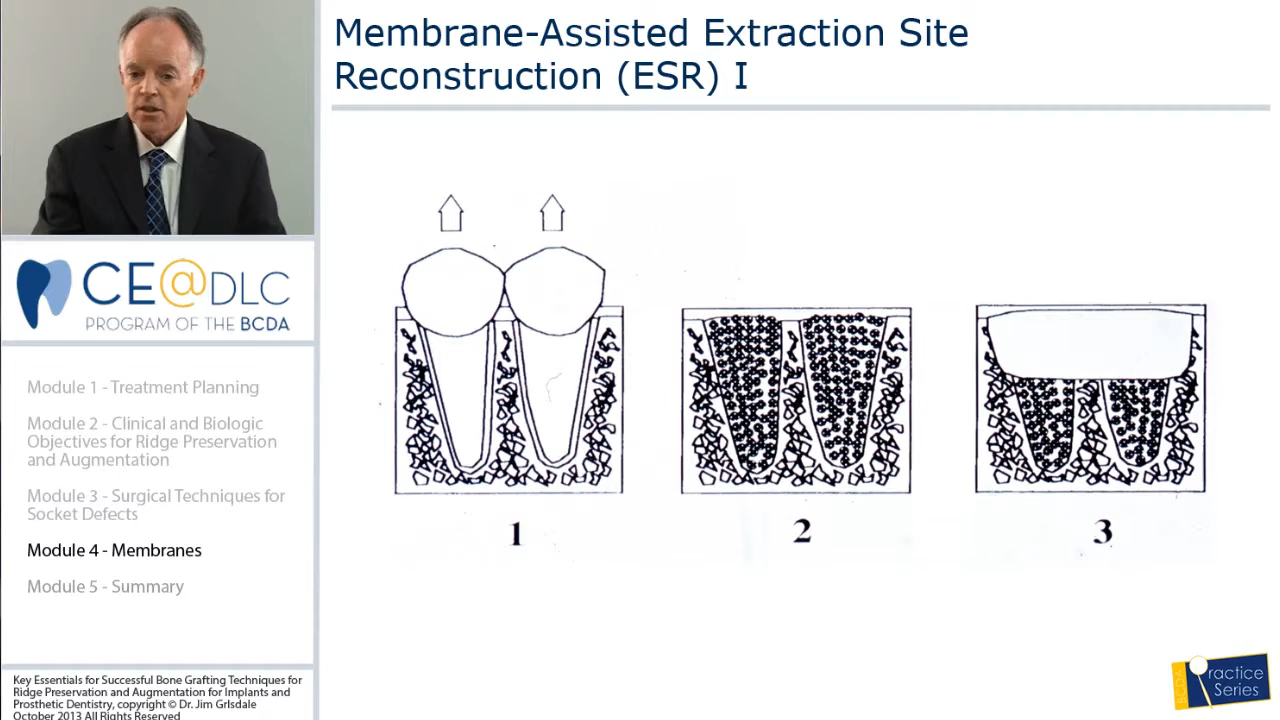 Membrane-Assisted Extraction Site
Reconstruction (ESR) I
CE@DLC
PROGRAM OF THE BCDA
Module 1 - Treatment Planning
Module 2 - Clinical and Biologic
Objectives for Ridge Preservation
and Augmentation
Module 3 - Surgical Techniques for
Socket Defects
Module 4 - Membranes
Module 5 - Summary
Key Essentials for Successful Bone Grafting Techniques for
Ridge Preservation and Augmentation for Implants and
Prosthetic Dentistry, copyright © Dr. Jim GrIsdale
October 2013 All Rights Reserved
1
2
3
BCDA
Practice
Series